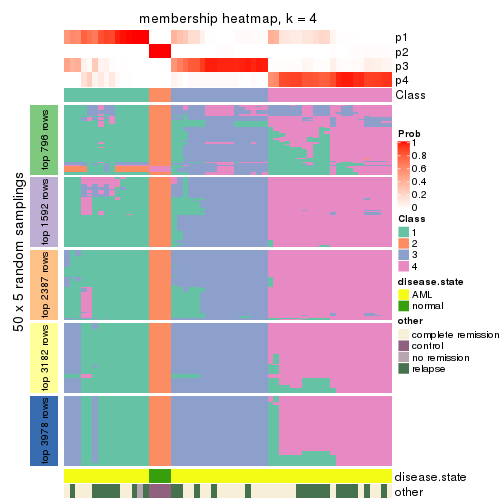 membership heatmap, k = 4
p1
p2
p3
p4
Class
50 x 5 random samplings
top 796 rows
top 1592 rows
top 2387 rows
top 3182 rows
top 3978 rows
disease.state
other
Prob
1
0.8
0.6
0.4
0.2
0
Class
1
2
3
4
disease.state
AML
normal
other
complete remission
control
no remission
relapse